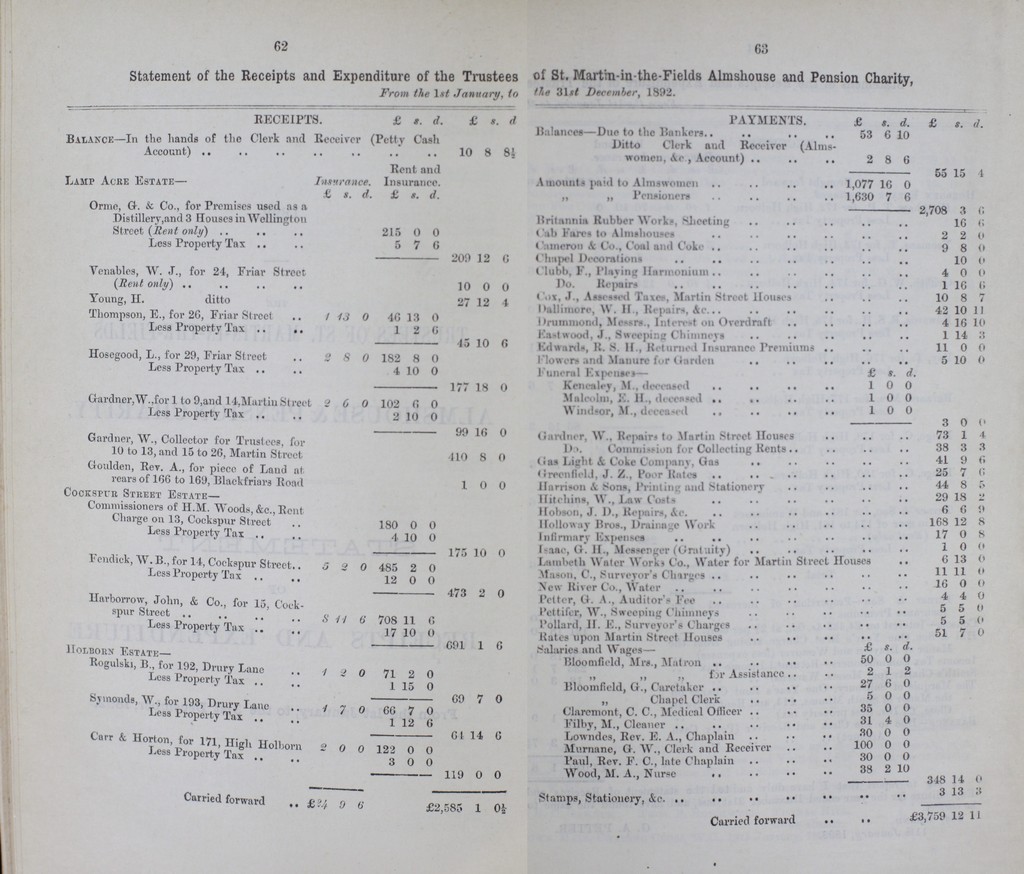 62
Statement of the Receipts and Expenditure of the Trustees
From the 1st January, to
RECEIPTS. £ s. d. £ s. d
BALANCE—In the hands of the Clerk and Receiver (Petty Cash
Account) .. .. .. .. .. .. .. 10 8 8½
Rent and
LAMP ACRE ESTATE— Insurance. Insurance.
£ s. d. £ s. d.
Orme, G. & Co., for Premises used as a
Distillery,and 3 Houses in Wellington
Street (Rent only) .. .. .. 215 0 0
Less Property Tax .. .. 5 7 6
209 12 6
Venables, W. J., for 24, Friar Street
(Rent only) .. .. .. .. 10 0 0
Young, H. ditto 27 12 4
Thompson, E., for 26, Friar Street .. 1 13 0 46 13 0
Less Property Tax .. .. 1 2 6
45 10 6
Hosegood, L., for 29, Friar Street .. 2 8 0 182 8 0
Less Property Tax .. .. 4 10 0
177 18 0
Gardner,W.,for 1 to 9,and 14,Martin Street 2 6 0 102 6 0
Less Property Tax .. .. 2 10 0
99 16 0
Gardner, W., Collector for Trustees, for
10 to 13, and 15 to 26, Martin Street 410 8 0
Goulden, Rev. A., for piece of Land at
rears of 166 to 169, Blackfriars Road 1 0 0
COCKSPUR STREET ESTATE—
Commissioners of H.M. Woods, &c., Rent
Charge on 13, Cockspur Street .. 180 0 0
Less Property Tax .. .. 4 10 0
175 10 0
Fendick, W. B., for 14, Cockspur Street.. 5 2 0 485 2 0
Less Property Tax .. .. 12 0 0
473 2 0
Harborrow, John, & Co., for 15, Cock-
spur Street .. .. .. .. 8 11 6 708 11 6
Less Property Tax .. 17 10 0
691 1 6
HOLBORN ESTATE—
Rogulski, B., for 192, Drury Lane .. 1 2 0 71 2 0
Less Property Tax .. .. 1 15 0
69 7 0
Symonds, W., for 193, Drury Lane .. 1 7 0 66 7 0
Less Property Tax .. .. 1 12 6
64 14 6
Carr & Horton, for 171, High Holborn 2 0 0 122 0 0
Less Property Tax .. .. 3 0 0
119 0 0
Carried forward .. £24 9 6 £2,585 1 0½
63
of St. Martin-in-the-Fields Almshouse and Pension Charity,
the 31st December, 1892.
PAYMENTS. £ s. d. £ s. d.
Balances—Due to the Bankers.. .. .. .. 53 6 10
Ditto Clerk and Receiver (Alms-
women, &c., Account) .. .. .. 2 8 6
55 15 4
Amounts paid to Almswomen .. .. .. .. 1,077 16 0
„ „ Pensioners .. .. .. .. 1,630 7 6
2,708 3 6
Britannia Rubber Works, Sheeting .. .. .. .. 16 6
Cab Fares to Almshouses .. .. .. .. .. 2 2 0
Cameron & Co., Coal and Coke .. .. .. .. .. 9 8 0
Chapel Decorations .. .. .. .. .. 10 0
Clubb, F., Playing Harmonium .. .. .. .. .. 4 0 0
Do. Repairs .. .. .. .. .. 1 16 6
Cox, J., Assessed Taxes, Martin Street Houses .. .. .. 10 8 7
Dallimore, W. H., Repairs, &c... .. .. .. .. 42 10 11
Drummond, Messrs., Interest on Overdraft .. .. .. 4 16 10
Eastwood, J., Sweeping Chimneys .. .. .. .. 1 14 3
Edwards, R. S. H., Returned Insurance Premiums .. .. .. 11 0 0
Flowers and Manure for Garden .. .. .. .. 5 10 0
Funeral Expenses— £ s. d.
Kenealey, M., deceased .. .. .. .. 1 0 0
Malcolm, E. H., deceased .. .. .. .. 1 0 0
Windsor, M., deceased .. .. .. .. 1 0 0
3 0 0
Gardner, W., Repairs to Martin Street Houses .. .. .. 73 1 4
Do. Commission for Collecting Rents.. .. .. .. 38 3 3
Gas Light & Coke Company, Gas .. .. .. .. 41 9 6
Greenfield, J. Z., Poor Rates .. .. .. .. .. 25 7 6
Harrison & Sons, Printing and Stationery .. .. .. 44 8 5
Hitchins, W., Law Costs .. .. .. .. .. 29 18 2
Hobson, J. D., Repairs, &c. .. .. .. .. .. 6 6 9
Holloway Bros., Drainage Work .. .. .. .. 168 12 8
Infirmary Expenses .. .. .. .. .. 17 0 8
Isaac, G. H., Messenger (Gratuity) .. .. .. .. 1 0 0
Lambeth Water Works Co., Water for Martin Street Houses .. .. 6 13 0
Mason, C., Surveyor's Charges .. .. .. .. .. 11 11 0
New River Co., Water .. .. .. .. .. 16 0 0
Petter, G. A., Auditor's Fee .. .. .. .. .. 4 4 0
Pettifer, W., Sweeping Chimneys .. .. .. .. 5 5 0
Pollard, H. E., Surveyor's Charges .. .. .. .. 5 5 0
Rates upon Martin Street Houses .. .. .. .. 51 7 0
Salaries and Wages— £ s. d.
Bloomfield, Mrs., Matron .. .. .. .. 50 0 0
„ „ „ for Assistance .. .. 2 1 2
Bloomfield, G., Caretaker .. .. .. .. 27 6 0
„ Chapel Clerk .. .. .. 5 0 0
Claremont, C. C., Medical Officer .. .. .. 35 0 0
Filby, M., Cleaner .. .. .. .. .. 31 4 0
Lowndes, Rev. E. A., Chaplain .. .. .. 30 0 0
Murnane, G. W., Clerk and Receiver .. .. .. 100 0 0
Paul, Rev. F. C., late Chaplain .. .. .. 30 0 0
Wood, M. A., Nurse .. .. .. .. 38 2 10
348 14 0
Stamps, Stationery, &c. .. .. .. .. .. .. .. 3 13 3
Carried forward .. .. £3,759 12 11